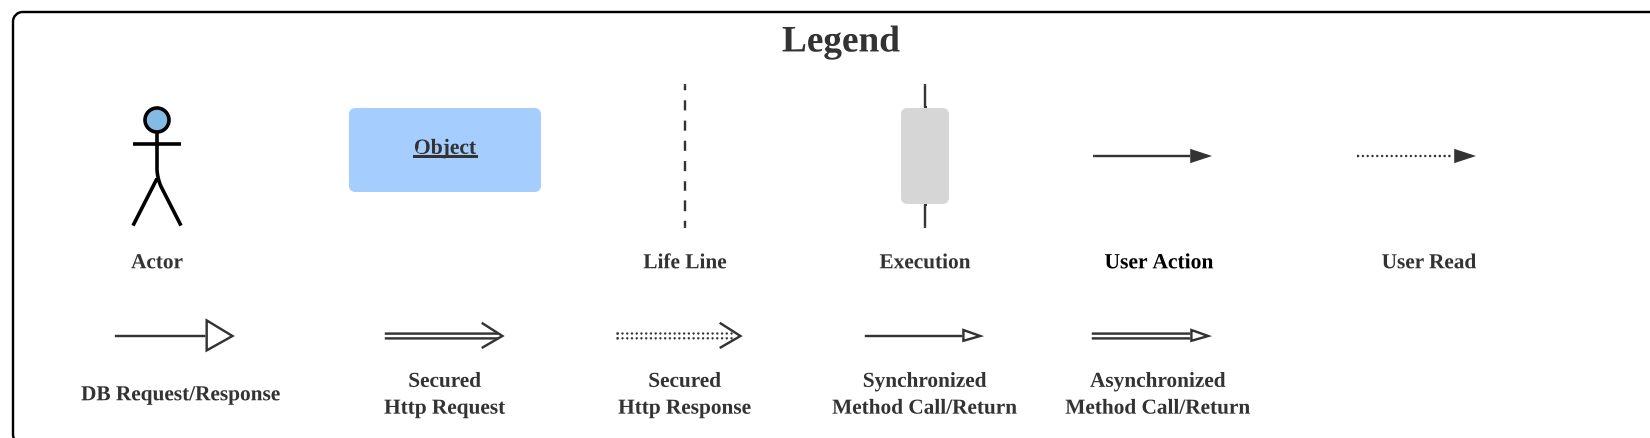 Legend
Object
Actor
Life Line
Execution
User Action
User Read
DB Request/Response
Secured
Http Request
Secured
Http Response
Synchronized
Method Call/Return
Asynchronized
Method Call/Return